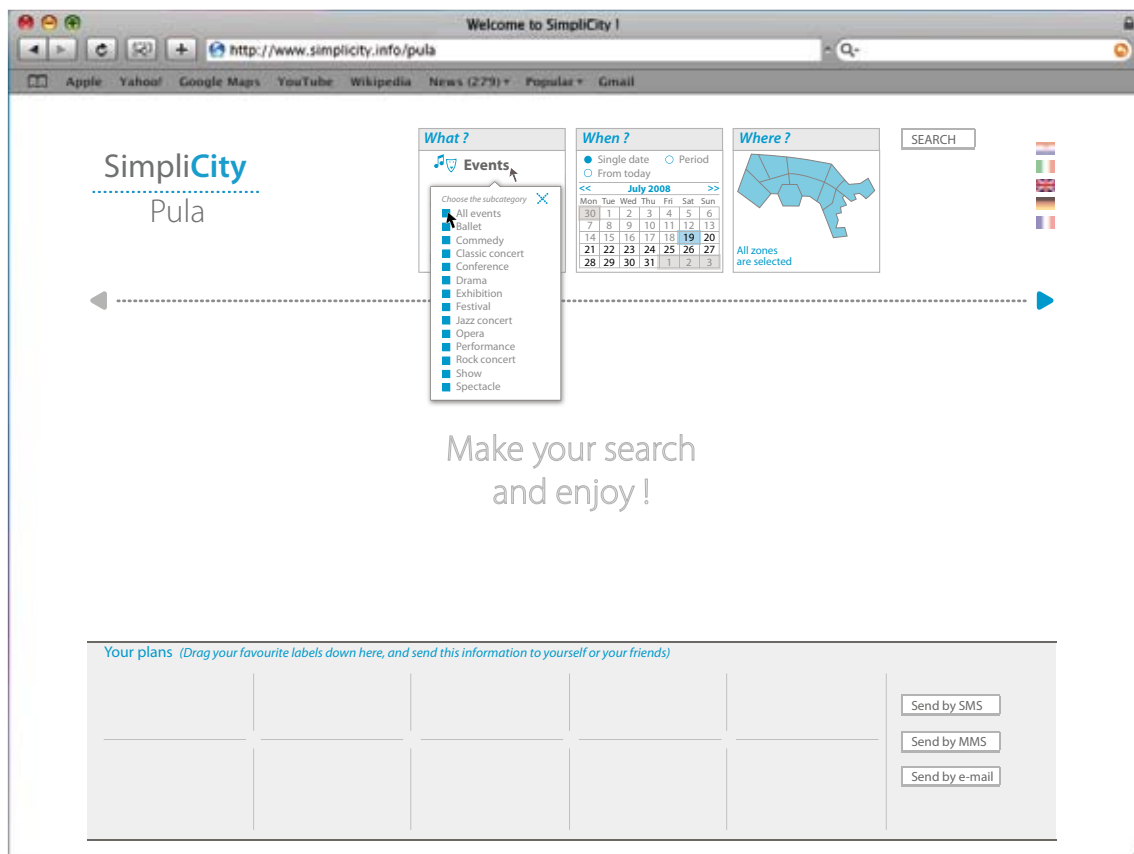 Welcome to SimpliCity !
http://www.simplicity.info/pula
Q-
Apple Yahoo! Google Maps YouTube Wikipedia News (279) Popular Gmail
SimpliCity
Pula
What ?
Events
Choose the subcategory
All events
Ballet
Commedy
Classic concert
Conference
Drama
Exhibition
Festival
Jazz concert
Opera
Performance
Rock concert
Show
Spectacle
When ?
Single date Period
From today
<< July 2008 >>
Mon Tue Wed Thu Fri Sat Sun
30 1 2 3 4 5 6
7 8 9 10 11 12 13
14 15 16 17 18 19 20
21 22 23 24 25 26 27
28 29 30 31 1 2 3
Where ?
All zones
are selected
SEARCH
Make your search
and enjoy !
Your plans (Drag your favourite labels down here, and send this information to yourself or your friends)
Send by SMS
Send by MMS
Send by e-mail